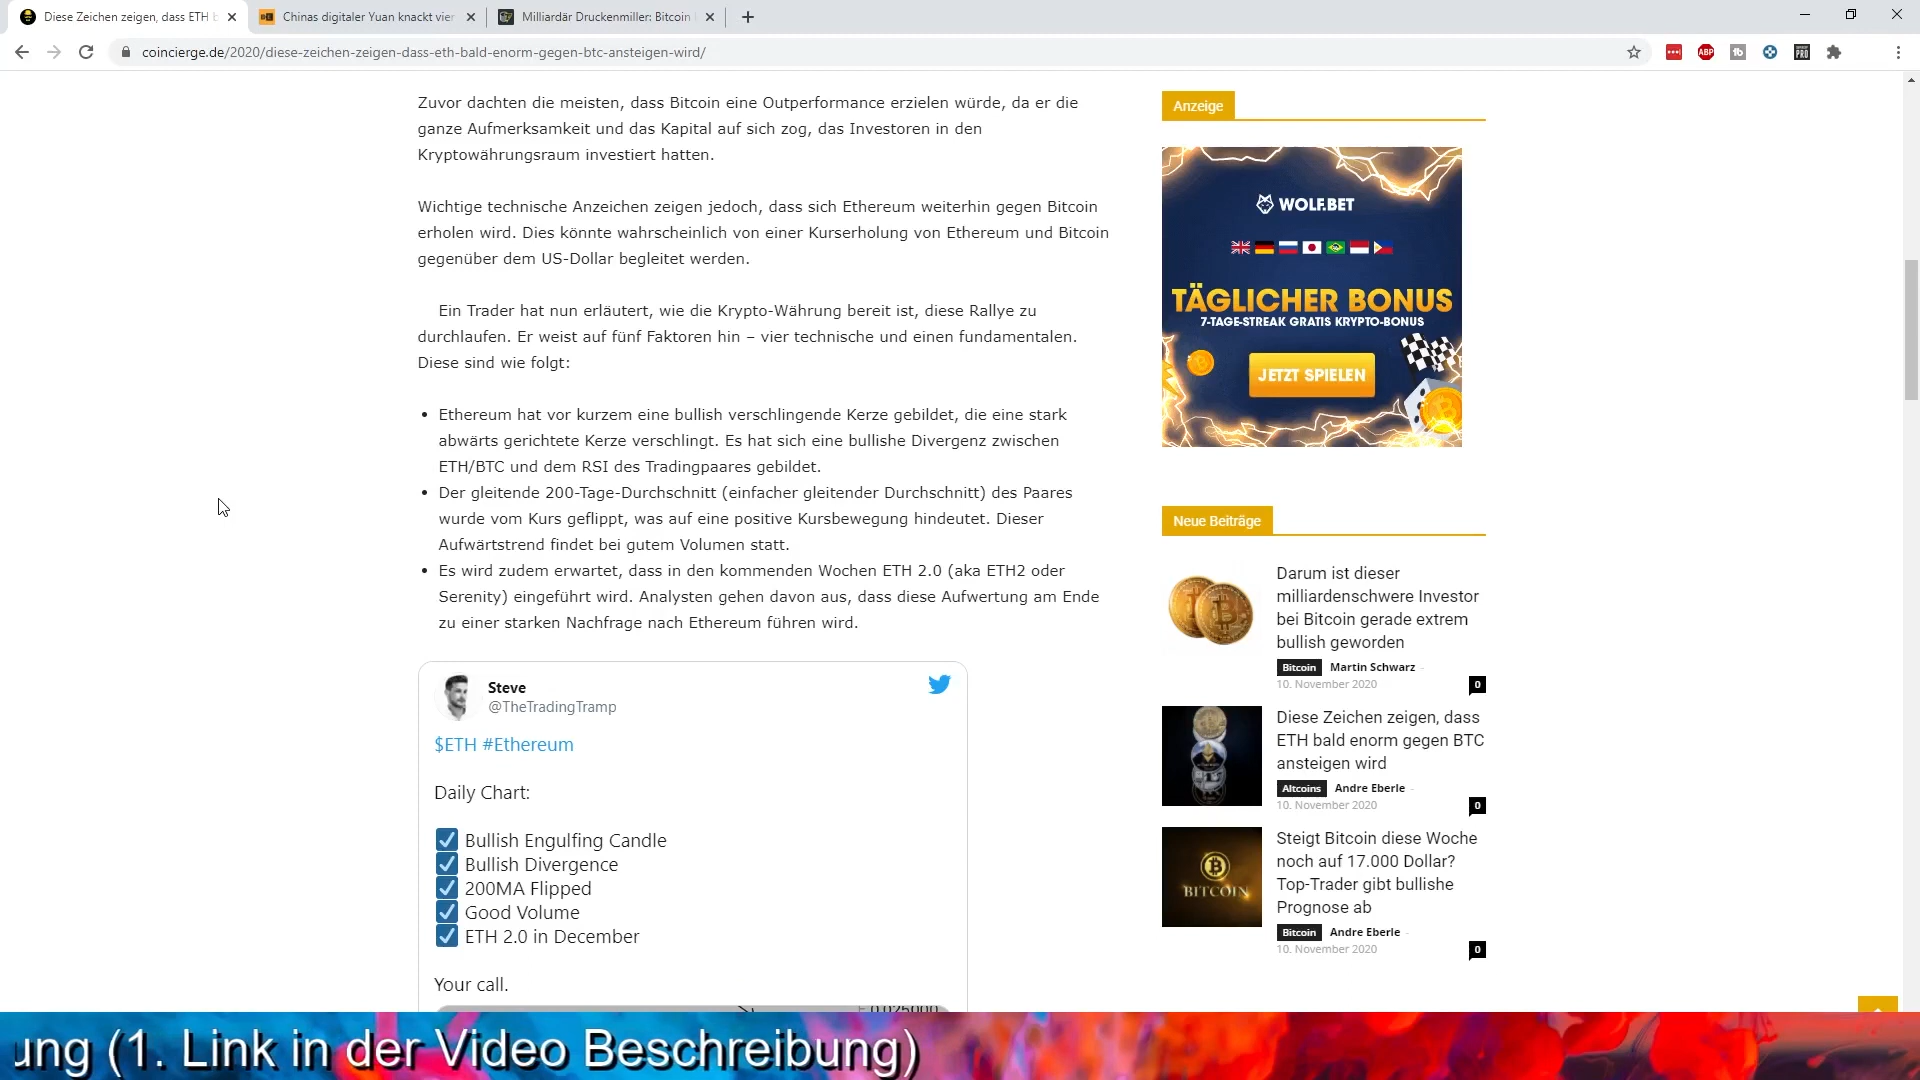 Diese Zeichen zeigen, dass ETH
Chinas digitaler Yuan knackt vier
Milliardär Druckenmiller: Bitcoin
coincierge.de/2020/diese-zeichen-zeigen-dass-eth-bald-enorm-gegen-btc-ansteigen-wird/
ABP
PRO
Zuvor dachten die meisten, dass Bitcoin eine Outperformance erzielen würde, da er die
ganze Aufmerksamkeit und das Kapital auf sich zog, das Investoren in den
Kryptowährungsraum investiert hatten.
Wichtige technische Anzeichen zeigen jedoch, dass sich Ethereum weiterhin gegen Bitcoin
erholen wird. Dies könnte wahrscheinlich von einer Kurserholung von Ethereum und Bitcoin
gegenüber dem US-Dollar begleitet werden.
Ein Trader hat nun erläutert, wie die Krypto-Währung bereit ist, diese Rallye zu
durchlaufen. Er weist auf fünf Faktoren hin – vier technische und einen fundamentalen.
Diese sind wie folgt:
• Ethereum hat vor kurzem eine bullish verschlingende Kerze gebildet, die eine stark
abwärts gerichtete Kerze verschlingt. Es hat sich eine bullishe Divergenz zwischen
ETH/BTC und dem RSI des Tradingpaares gebildet.
• Der gleitende 200-Tage-Durchschnitt (einfacher gleitender Durchschnitt) des Paares
wurde vom Kurs geflippt, was auf eine positive Kursbewegung hindeutet. Dieser
Aufwärtstrend findet bei gutem Volumen statt.
• Es wird zudem erwartet, dass in den kommenden Wochen ETH 2.0 (aka ETH2 oder
Serenity) eingeführt wird. Analysten gehen davon aus, dass diese Aufwertung am Ende
zu einer starken Nachfrage nach Ethereum führen wird.
Steve
@TheTradingTramp
$ETH #Ethereum
Daily Chart:
Bullish Engulfing Candle
Bullish Divergence
200MA Flipped
Good Volume
ETH 2.0 in December
Your call.
Anzeige
WOLF.BET
TÄGLICHER BONUS
7-TAGE-STREAK GRATIS KRYPTO-BONUS
JETZT SPIELEN
Neue Beiträge
Darum ist dieser
milliardenschwere Investor
bei Bitcoin gerade extrem
bullish geworden
Bitcoin Martin Schwarz -
10. November 2020
0
Diese Zeichen zeigen, dass
ETH bald enorm gegen BTC
ansteigen wird
Altcoins Andre Eberle -
10. November 2020
0
BITCOIN
Steigt Bitcoin diese Woche
noch auf 17.000 Dollar?
Top-Trader gibt bullishe
Prognose ab
Bitcoin Andre Eberle -
10. November 2020
0
ung (1. Link in der Video Beschreibung)